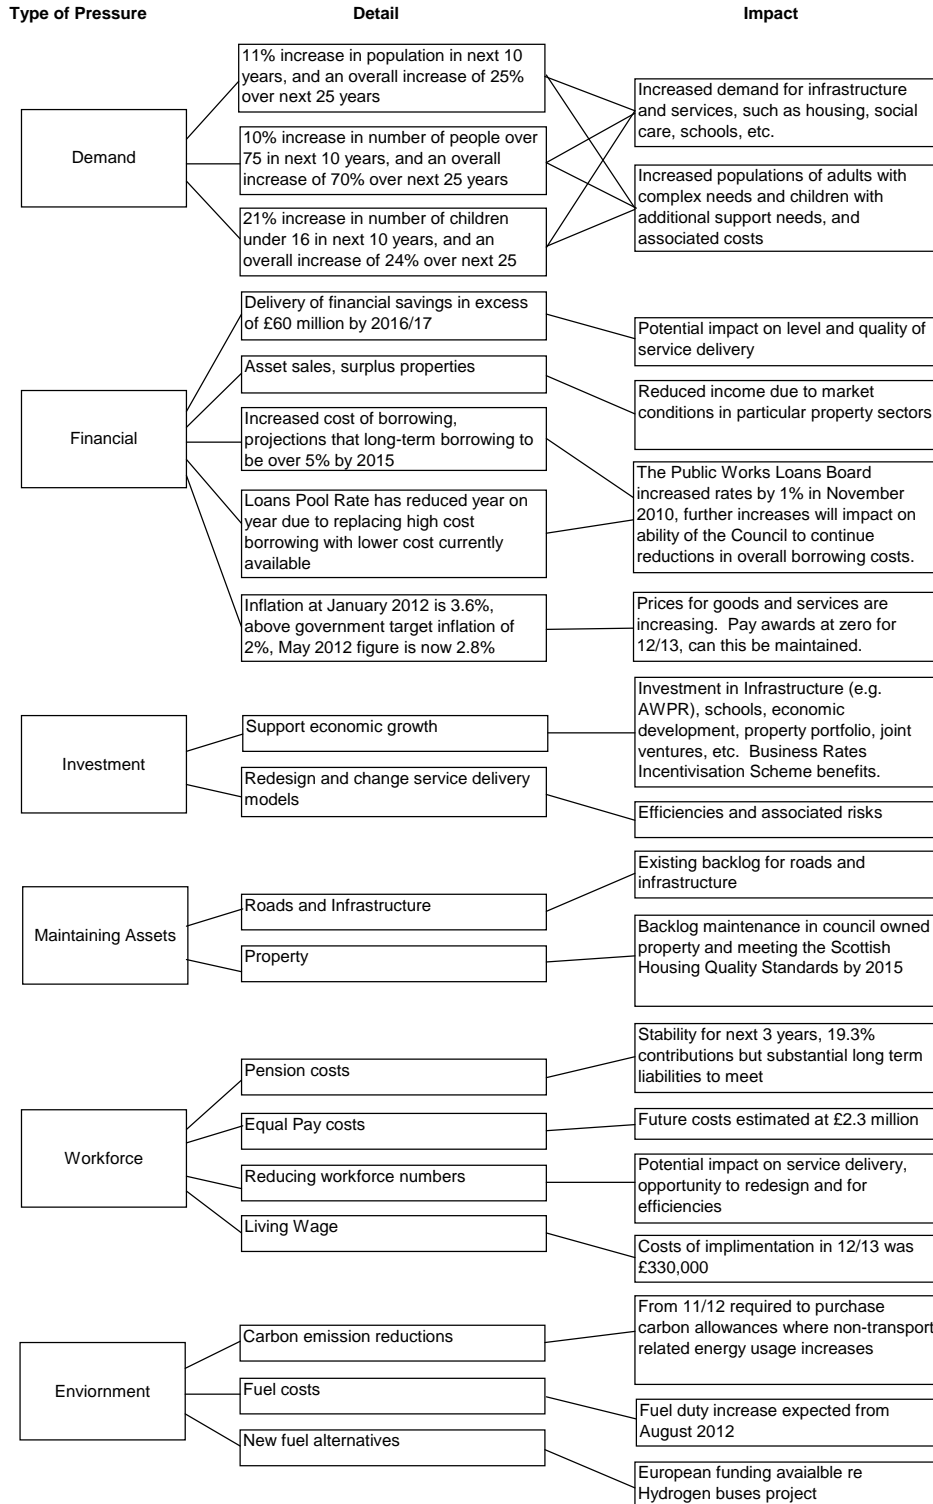 Type of Pressure
Detail
Impact
Demand
11% increase in population in next 10
years, and an overall increase of 25%
over next 25 years
10% increase in number of people over
75 in next 10 years, and an overall
increase of 70% over next 25 years
21% increase in number of children
under 16 in next 10 years, and an
overall increase of 24% over next 25
Increased demand for infrastructure
and services, such as housing, social
care, schools, etc.
Increased populations of adults with
complex needs and children with
additional support needs, and
associated costs
Financial
Delivery of financial savings in excess
of £60 million by 2016/17
Asset sales, surplus properties
Increased cost of borrowing,
projections that long-term borrowing to
be over 5% by 2015
Loans Pool Rate has reduced year on
year due to replacing high cost
borrowing with lower cost currently
available
Inflation at January 2012 is 3.6%,
above government target inflation of
2%, May 2012 figure is now 2.8%
Potential impact on level and quality of
service delivery
Reduced income due to market
conditions in particular property sectors
The Public Works Loans Board
increased rates by 1% in November
2010, further increases will impact on
ability of the Council to continue
reductions in overall borrowing costs.
Prices for goods and services are
increasing.  Pay awards at zero for
12/13, can this be maintained.
Investment
Support economic growth
Redesign and change service delivery
models
Investment in Infrastructure (e.g.
AWPR), schools, economic
development, property portfolio, joint
ventures, etc.  Business Rates
Incentivisation Scheme benefits.
Efficiencies and associated risks
Maintaining Assets
Roads and Infrastructure
Property
Existing backlog for roads and
infrastructure
Backlog maintenance in council owned
property and meeting the Scottish
Housing Quality Standards by 2015
Workforce
Pension costs
Equal Pay costs
Reducing workforce numbers
Living Wage
Stability for next 3 years, 19.3%
contributions but substantial long term
liabilities to meet
Future costs estimated at £2.3 million
Potential impact on service delivery,
opportunity to redesign and for
efficiencies
Costs of implimentation in 12/13 was
£330,000
Enviornment
Carbon emission reductions
Fuel costs
New fuel alternatives
From 11/12 required to purchase
carbon allowances where non-transport
related energy usage increases
Fuel duty increase expected from
August 2012
European funding avaialble re
Hydrogen buses project